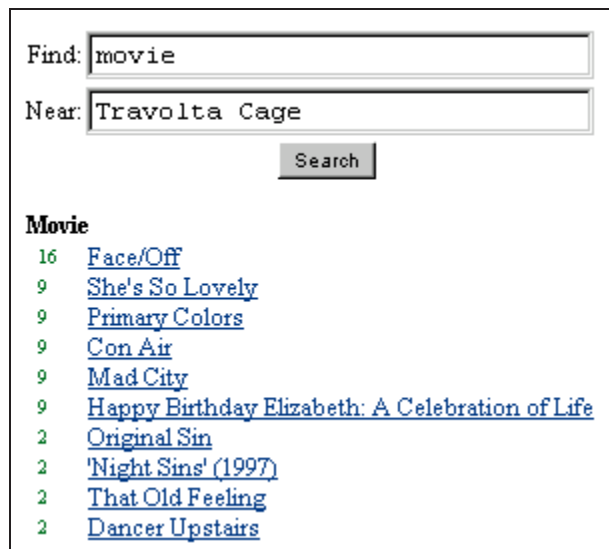 Find: movie
Near: Travolta Cage
Search
Movie
16 Face/Off
9 She's So Lovely
9 Primary Colors
9 Con Air
9 Mad City
9 Happy Birthday Elizabeth: A Celebration of Life
2 Original Sin
2 'Night Sins' (1997)
2 That Old Feeling
2 Dancer Upstairs